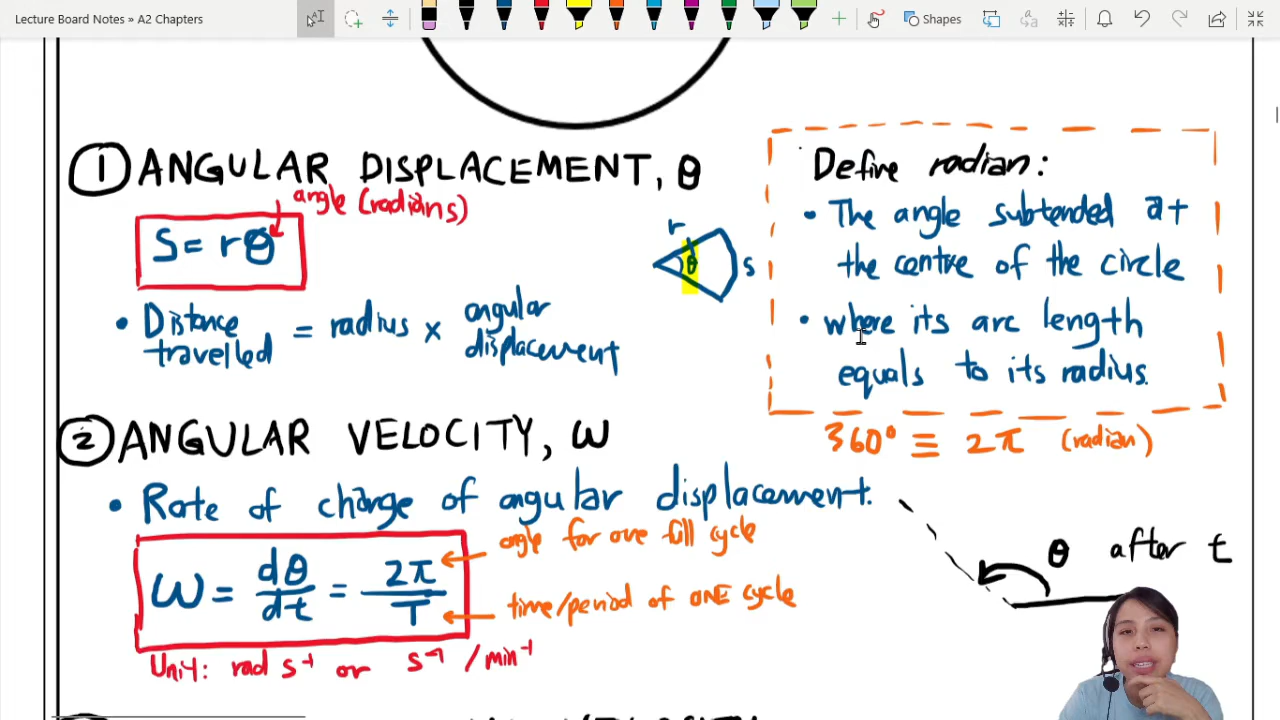 Lecture Board Notes » A2 Chapters
Shapes
① ANGULAR DISPLACEMENT, θ
angle (radians)
S = rθ
• Distance travelled = radius × angular displacement
r
θ
s
Define radian:
• The angle subtended at
the centre of the circle
• where its arc length
equals to its radius.
360° ≡ 2π (radian)
② ANGULAR VELOCITY, ω
• Rate of change of angular displacement.
ω = dθ/dt = 2π/T
angle for one full cycle
time/period of ONE cycle
Unit: rad s⁻¹ or s⁻¹ / min⁻¹
θ after t